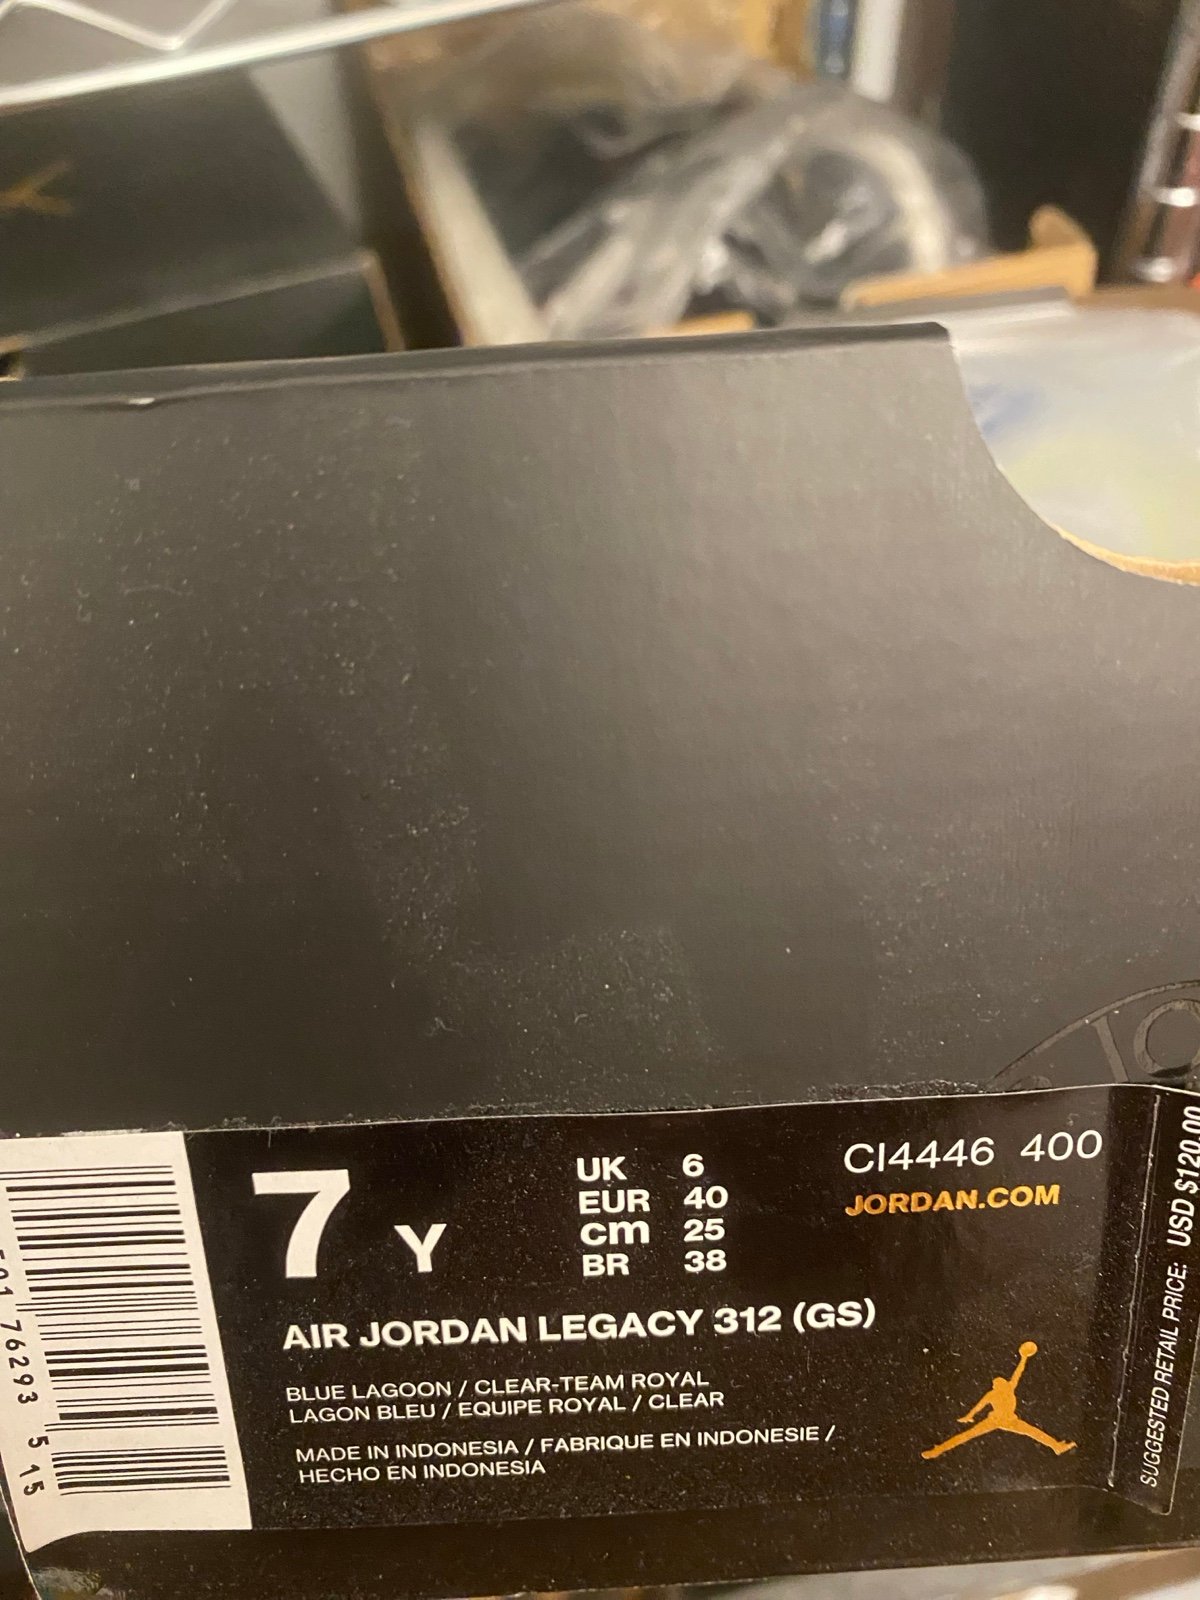 JO
7 Y
UK 6
EUR 40
cm 25
BR 38
CI4446 400
JORDAN.COM
AIR JORDAN LEGACY 312 (GS)
BLUE LAGOON / CLEAR-TEAM ROYAL
LAGON BLEU / EQUIPE ROYAL / CLEAR
MADE IN INDONESIA / FABRIQUE EN INDONESIE /
HECHO EN INDONESIA
SUGGESTED RETAIL PRICE: USD $120.00
76293 5 15